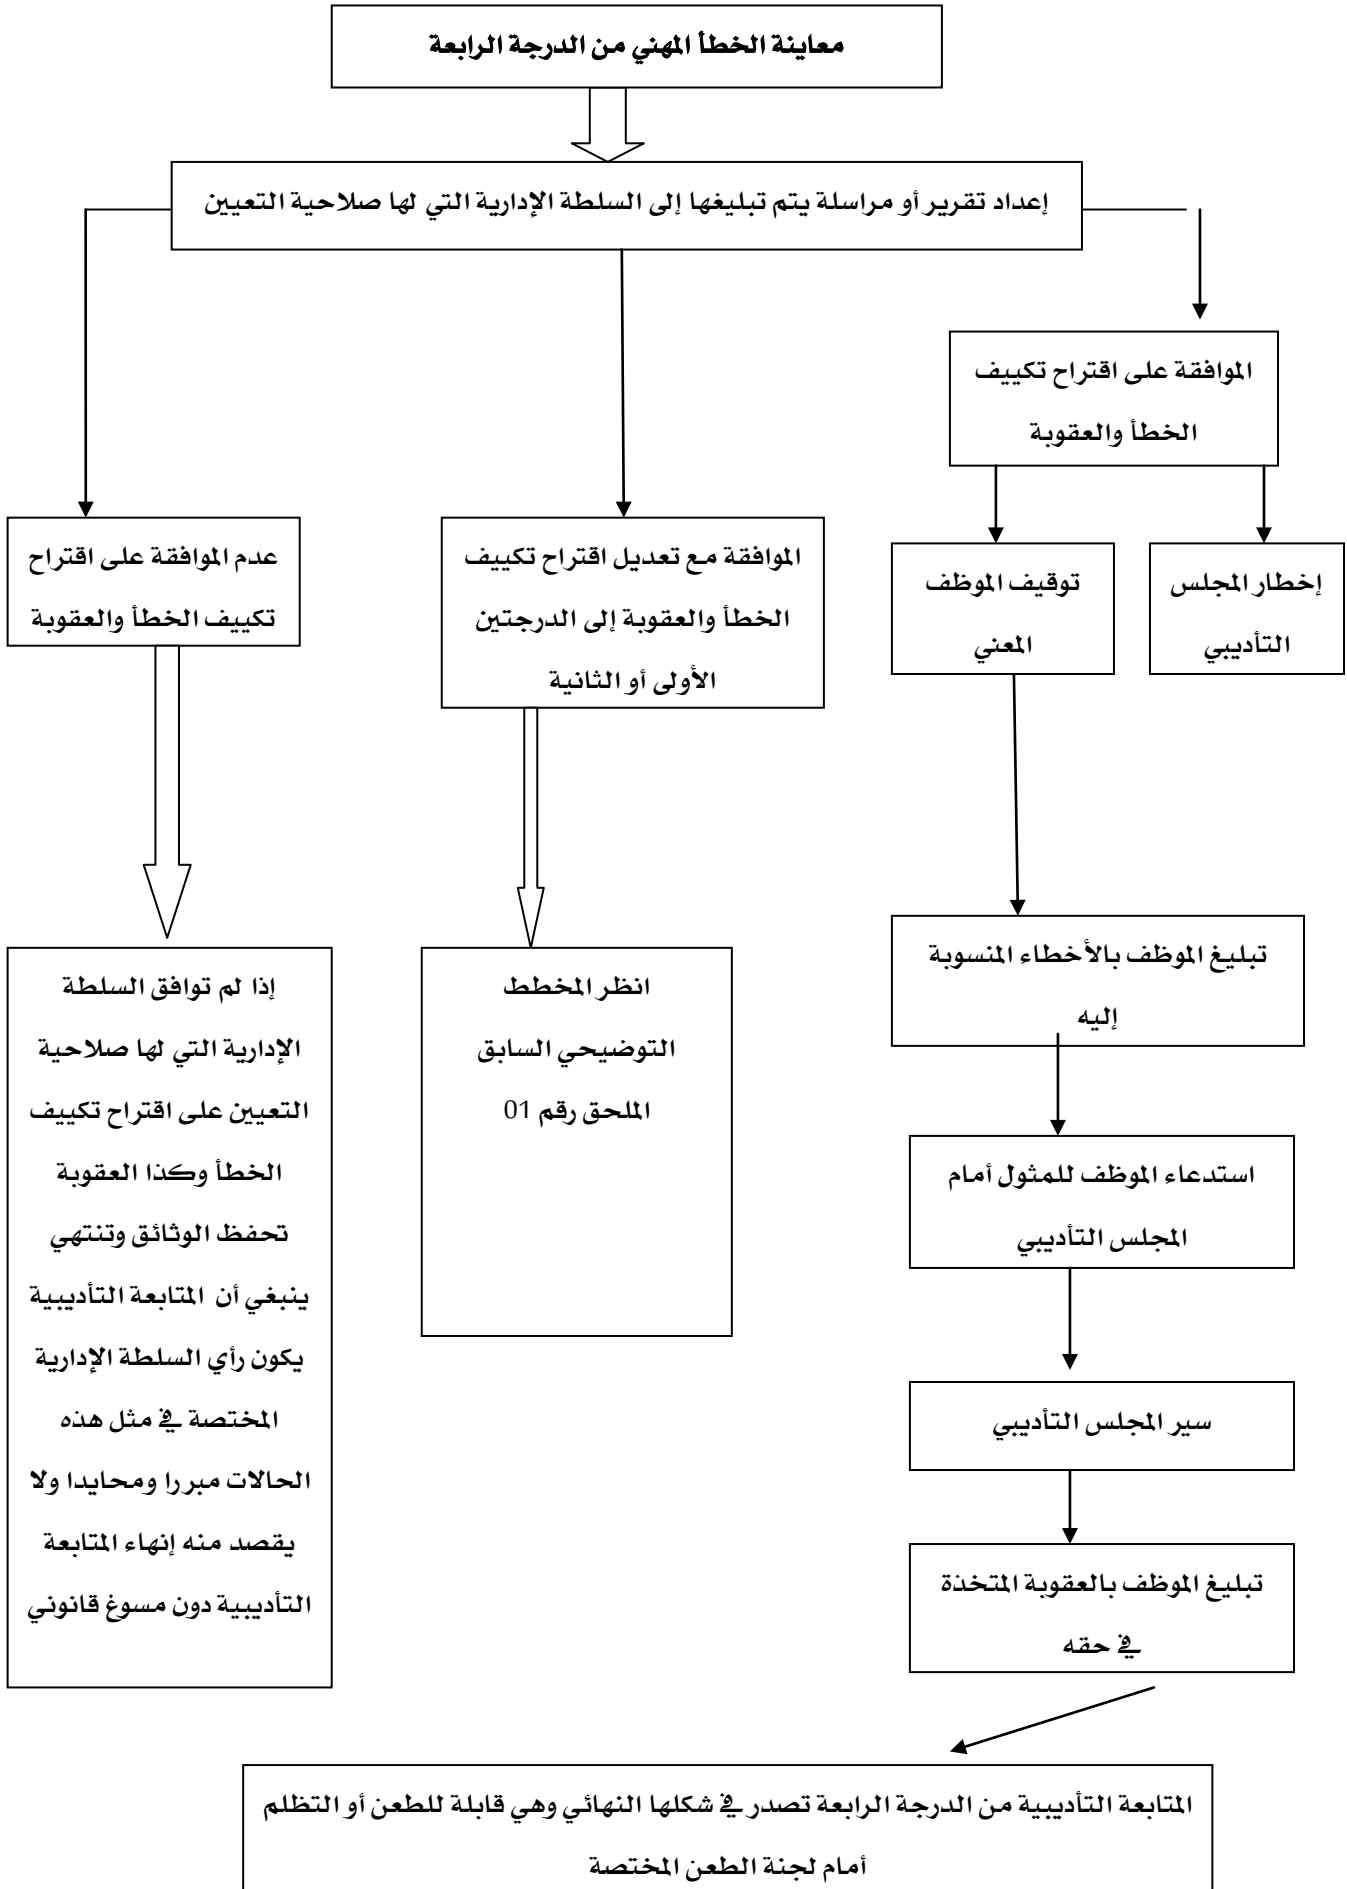 معاينة الخطأ المهني من الدرجة الرابعة
إعداد تقرير أو مراسلة يتم تبليغها إلى السلطة الإدارية التي لها صلاحية التعيين
الموافقة على اقتراح تكييف
الخطأ والعقوبة
إخطار المجلس
التأديبي
توقيف الموظف
المعني
الموافقة مع تعديل اقتراح تكييف
الخطأ والعقوبة إلى الدرجتين
الأولى أو الثانية
عدم الموافقة على اقتراح
تكييف الخطأ والعقوبة
تبليغ الموظف بالأخطاء المنسوبة
إليه
انظر المخطط
التوضيحي السابق
الملحق رقم 01
إذا لم توافق السلطة
الإدارية التي لها صلاحية
التعيين على اقتراح تكييف
الخطأ وكذا العقوبة
تحفظ الوثائق وتنتهي
ينبغي أن المتابعة التأديبية
يكون رأي السلطة الإدارية
المختصة في مثل هذه
الحالات مبررا ومحايدا ولا
يقصد منه إنهاء المتابعة
التأديبية دون مسوغ قانوني
استدعاء الموظف للمثول أمام
المجلس التأديبي
سير المجلس التأديبي
تبليغ الموظف بالعقوبة المتخذة
في حقه
المتابعة التأديبية من الدرجة الرابعة تصدر في شكلها النهائي وهي قابلة للطعن أو التظلم
أمام لجنة الطعن المختصة